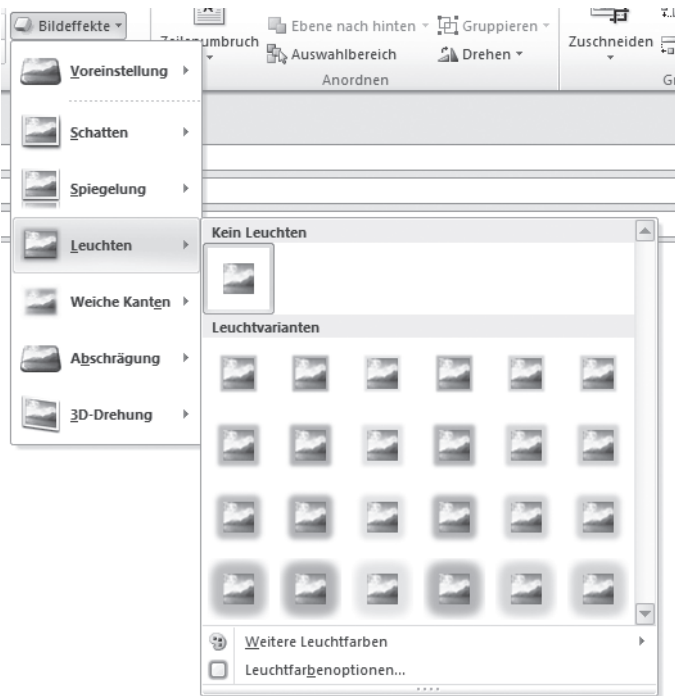 Bildeffekte
Ebene nach hinten
Gruppieren
Zeilenumbruch
Auswahlbereich
Drehen
Zuschneiden
Anordnen
Voreinstellung
Schatten
Spiegelung
Leuchten
Weiche Kanten
Abschrägung
3D-Drehung
Kein Leuchten
Leuchtvarianten
Weitere Leuchtfarben
Leuchtfarbenoptionen...